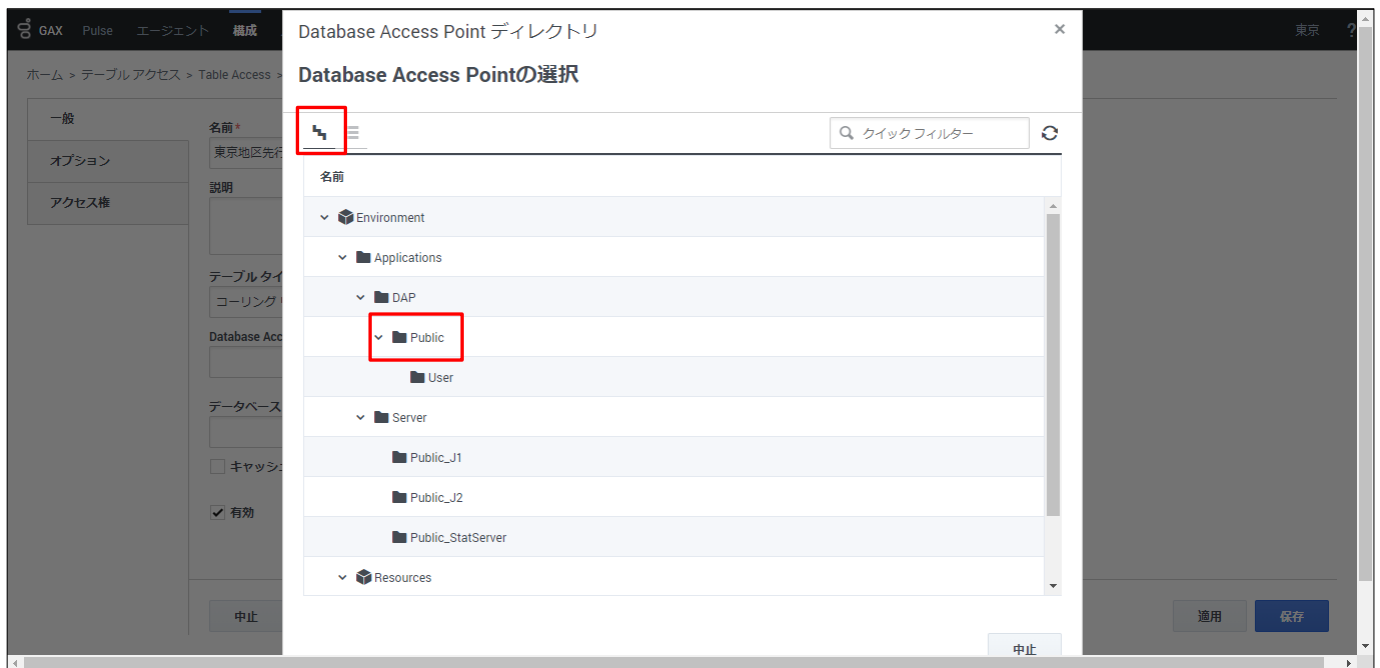 GAX Pulse エージェント 構成
東京 ?
ホーム > テーブル アクセス > Table Access >
Database Access Point ディレクトリ
×
Database Access Pointの選択
クイック フィルター
一般
オプション
アクセス権
名前*
東京地区先行
説明
テーブル タイ
コーリング
Database Acc
データベース
キャッシ
有効
中止
名前
Environment
Applications
DAP
Public
User
Server
Public_J1
Public_J2
Public_StatServer
Resources
中止
適用
保存